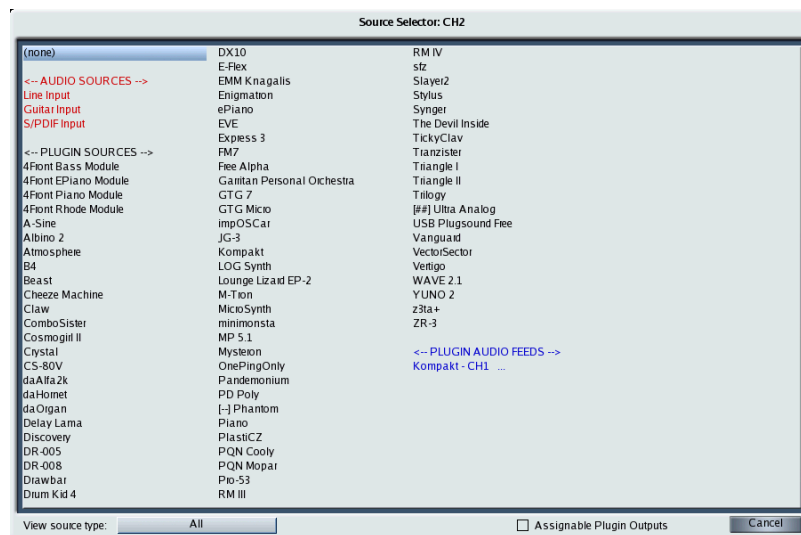 Source Selector: CH2
(none)
<-- AUDIO SOURCES -->
Line Input
Guitar Input
S/PDIF Input
<-- PLUGIN SOURCES -->
4Front Bass Module
4Front EPiano Module
4Front Piano Module
4Front Rhode Module
A-Sine
Albino 2
Atmosphere
B4
Beast
Cheeze Machine
Claw
ComboSister
Cosmogirl II
Crystal
CS-80V
daAlfa2k
daHornet
daOrgan
Delay Lama
Discovery
DR-005
DR-008
Drawbar
Drum Kid 4
DX10
E-Flex
EMM Knagalis
Enigmation
ePiano
EVE
Express 3
FM7
Free Alpha
Garritan Personal Orchestra
GTG 7
GTG Micro
impOSCar
JG-3
Kompakt
LOG Synth
Lounge Lizard EP-2
M-Tron
MicroSynth
minimonsta
MP 5.1
Mysteron
OnePingOnly
Pandemonium
PD Poly
[--] Phantom
Piano
PlastiCZ
PQN Cooly
PQN Mopar
Pro-53
RM III
RM IV
sfz
Slayer2
Stylus
Synger
The Devil Inside
TickyClav
Tranzister
Triangle I
Triangle II
Trilogy
[##] Ultra Analog
USB Plugsound Free
Vanguard
VectorSector
Vertigo
WAVE 2.1
YUNO 2
z3ta+
ZR-3
<-- PLUGIN AUDIO FEEDS -->
Kompakt - CH1 ...
View source type: All
Assignable Plugin Outputs
Cancel